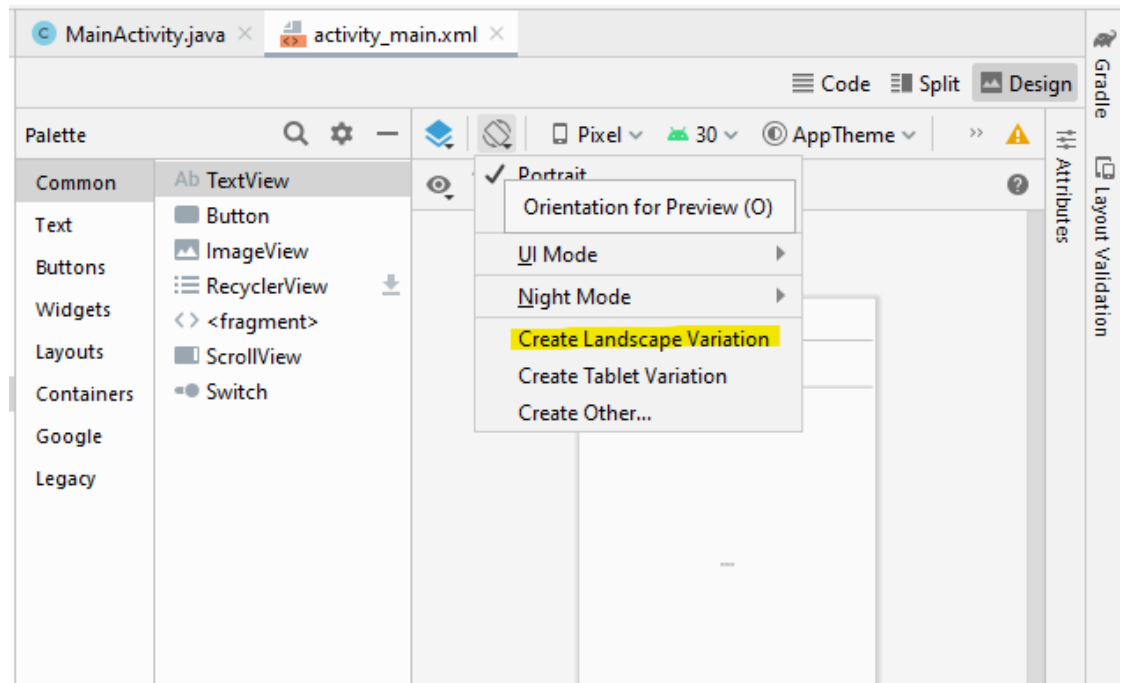 MainActivity.java
activity_main.xml
Code
Split
Design
Gradle
Palette
Pixel
30
AppTheme
Attributes
Layout Validation
Common
Text
Buttons
Widgets
Layouts
Containers
Google
Legacy
Ab TextView
Button
ImageView
RecyclerView
<fragment>
ScrollView
Switch
Portrait
Orientation for Preview (O)
UI Mode
Night Mode
Create Landscape Variation
Create Tablet Variation
Create Other...